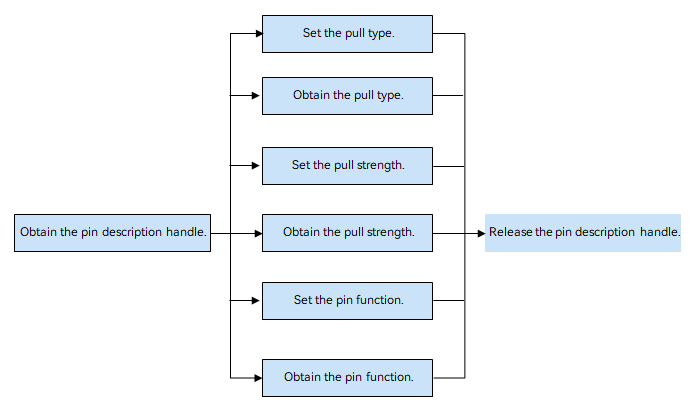 Set the pull type.
Obtain the pull type.
Set the pull strength.
Obtain the pin description handle.
Obtain the pull strength.
Release the pin description handle.
Set the pin function.
Obtain the pin function.